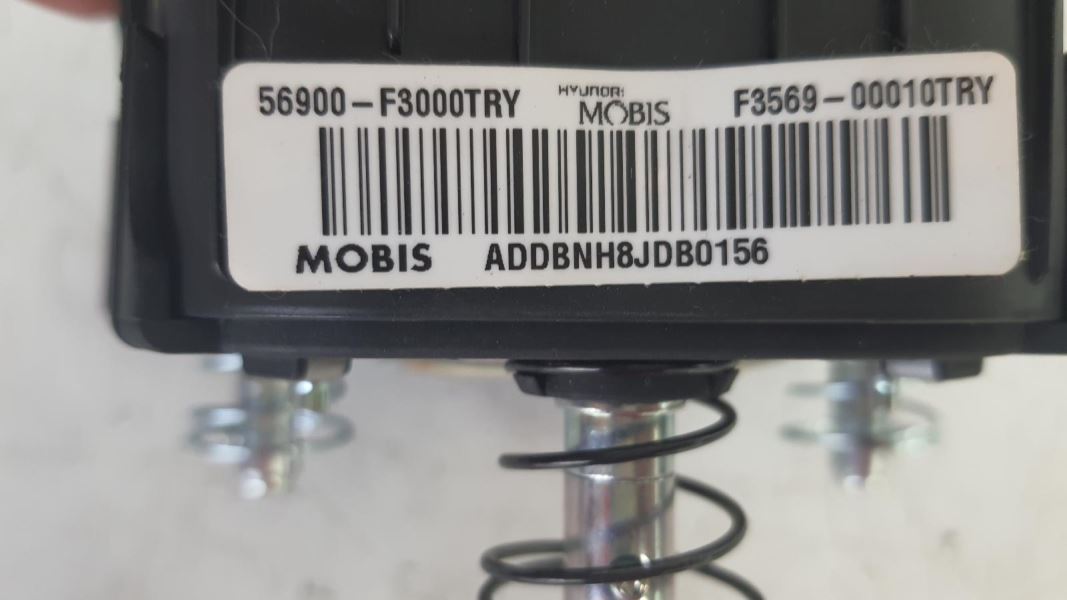 56900-F3000TRY HYUNDAI MOBIS F3569-00010TRY
MOBIS ADDBNH8JDB0156